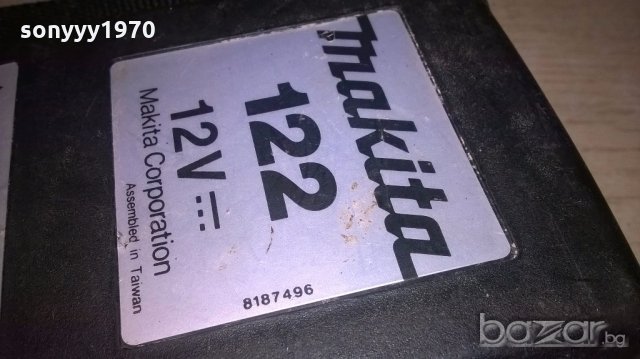 sonyyy1970
makita
122
12V
Makita Corporation
Assembled in Taiwan
8187496
bazar.bg